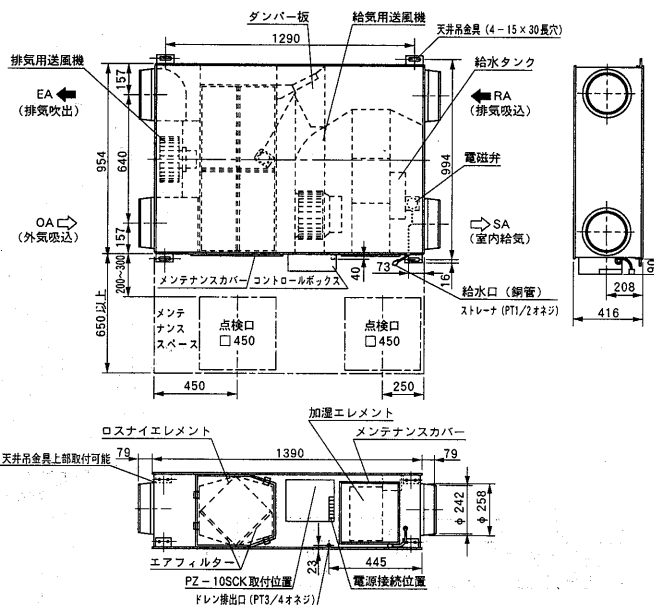 ダンパー板
給気用送風機
1290
天井吊金具(4-15×30長穴)
排気用送風機
給水タンク
157
EA
(排気吹出)
RA
(排気吸込)
電磁弁
954
640
994
OA
(外気吸込)
SA
(室内給気)
157
メンテナンスカバー
コントロールボックス
40
73
16
給水口(銅管)
ストレーナ(PT1/2オネジ)
90
208
416
200~300
650以上
メンテ
ナンス
スペース
点検口
□450
点検口
□450
450
250
加湿エレメント
ロスナイエレメント
メンテナンスカバー
天井吊金具上部取付可能
79
1390
79
φ242
φ258
エアフィルター
23
445
PZ-10SCK取付位置
電源接続位置
ドレン排出口(PT3/4オネジ)